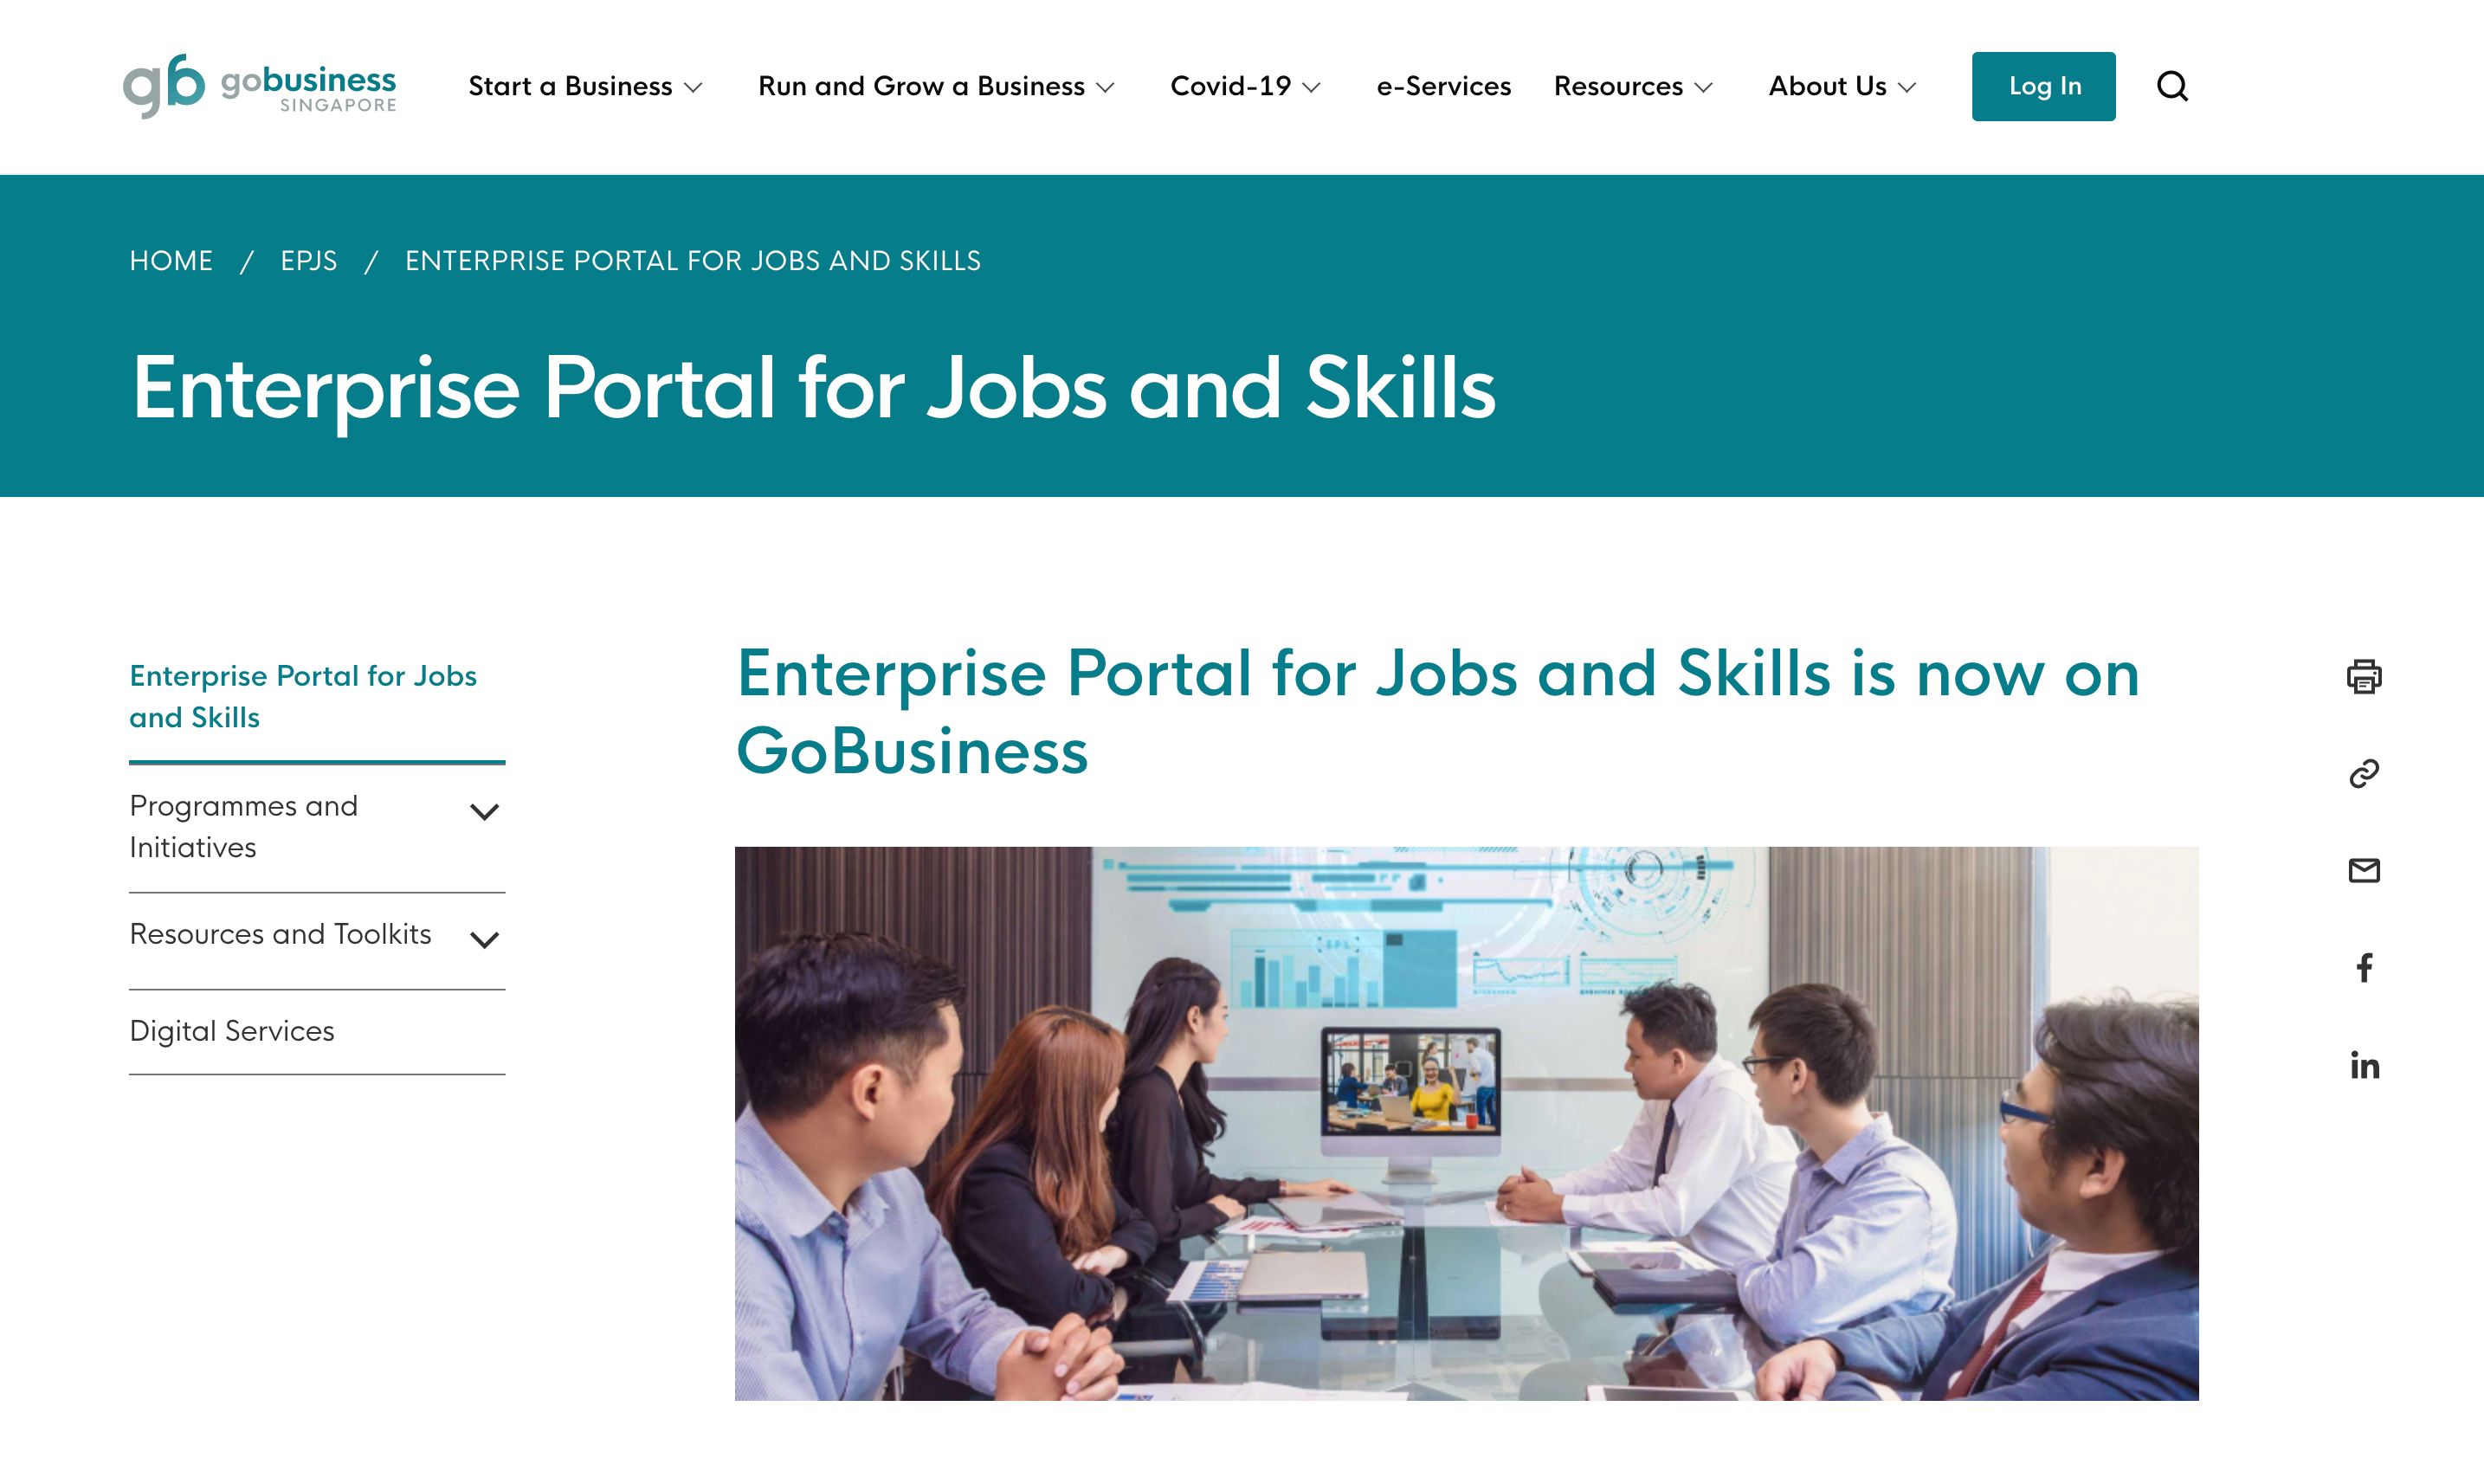 gb gobusiness
SINGAPORE
Start a Business
Run and Grow a Business
Covid-19
e-Services
Resources
About Us
Log In
HOME / EPJS / ENTERPRISE PORTAL FOR JOBS AND SKILLS
Enterprise Portal for Jobs and Skills
Enterprise Portal for Jobs
and Skills
Programmes and
Initiatives
Resources and Toolkits
Digital Services
Enterprise Portal for Jobs and Skills is now on
GoBusiness